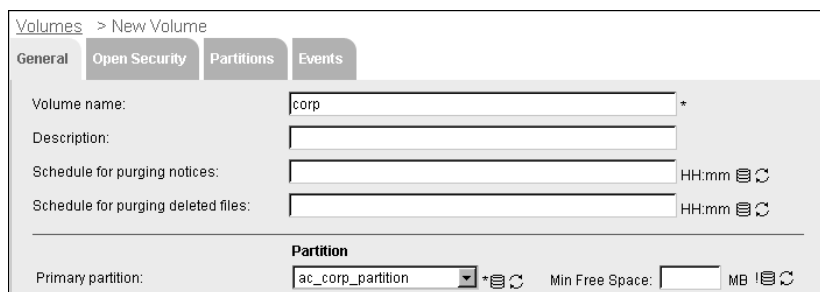 Volumes > New Volume
General Open Security Partitions Events
Volume name: corp *
Description:
Schedule for purging notices: HH:mm
Schedule for purging deleted files: HH:mm
Partition
Primary partition: ac_corp_partition * Min Free Space: MB !